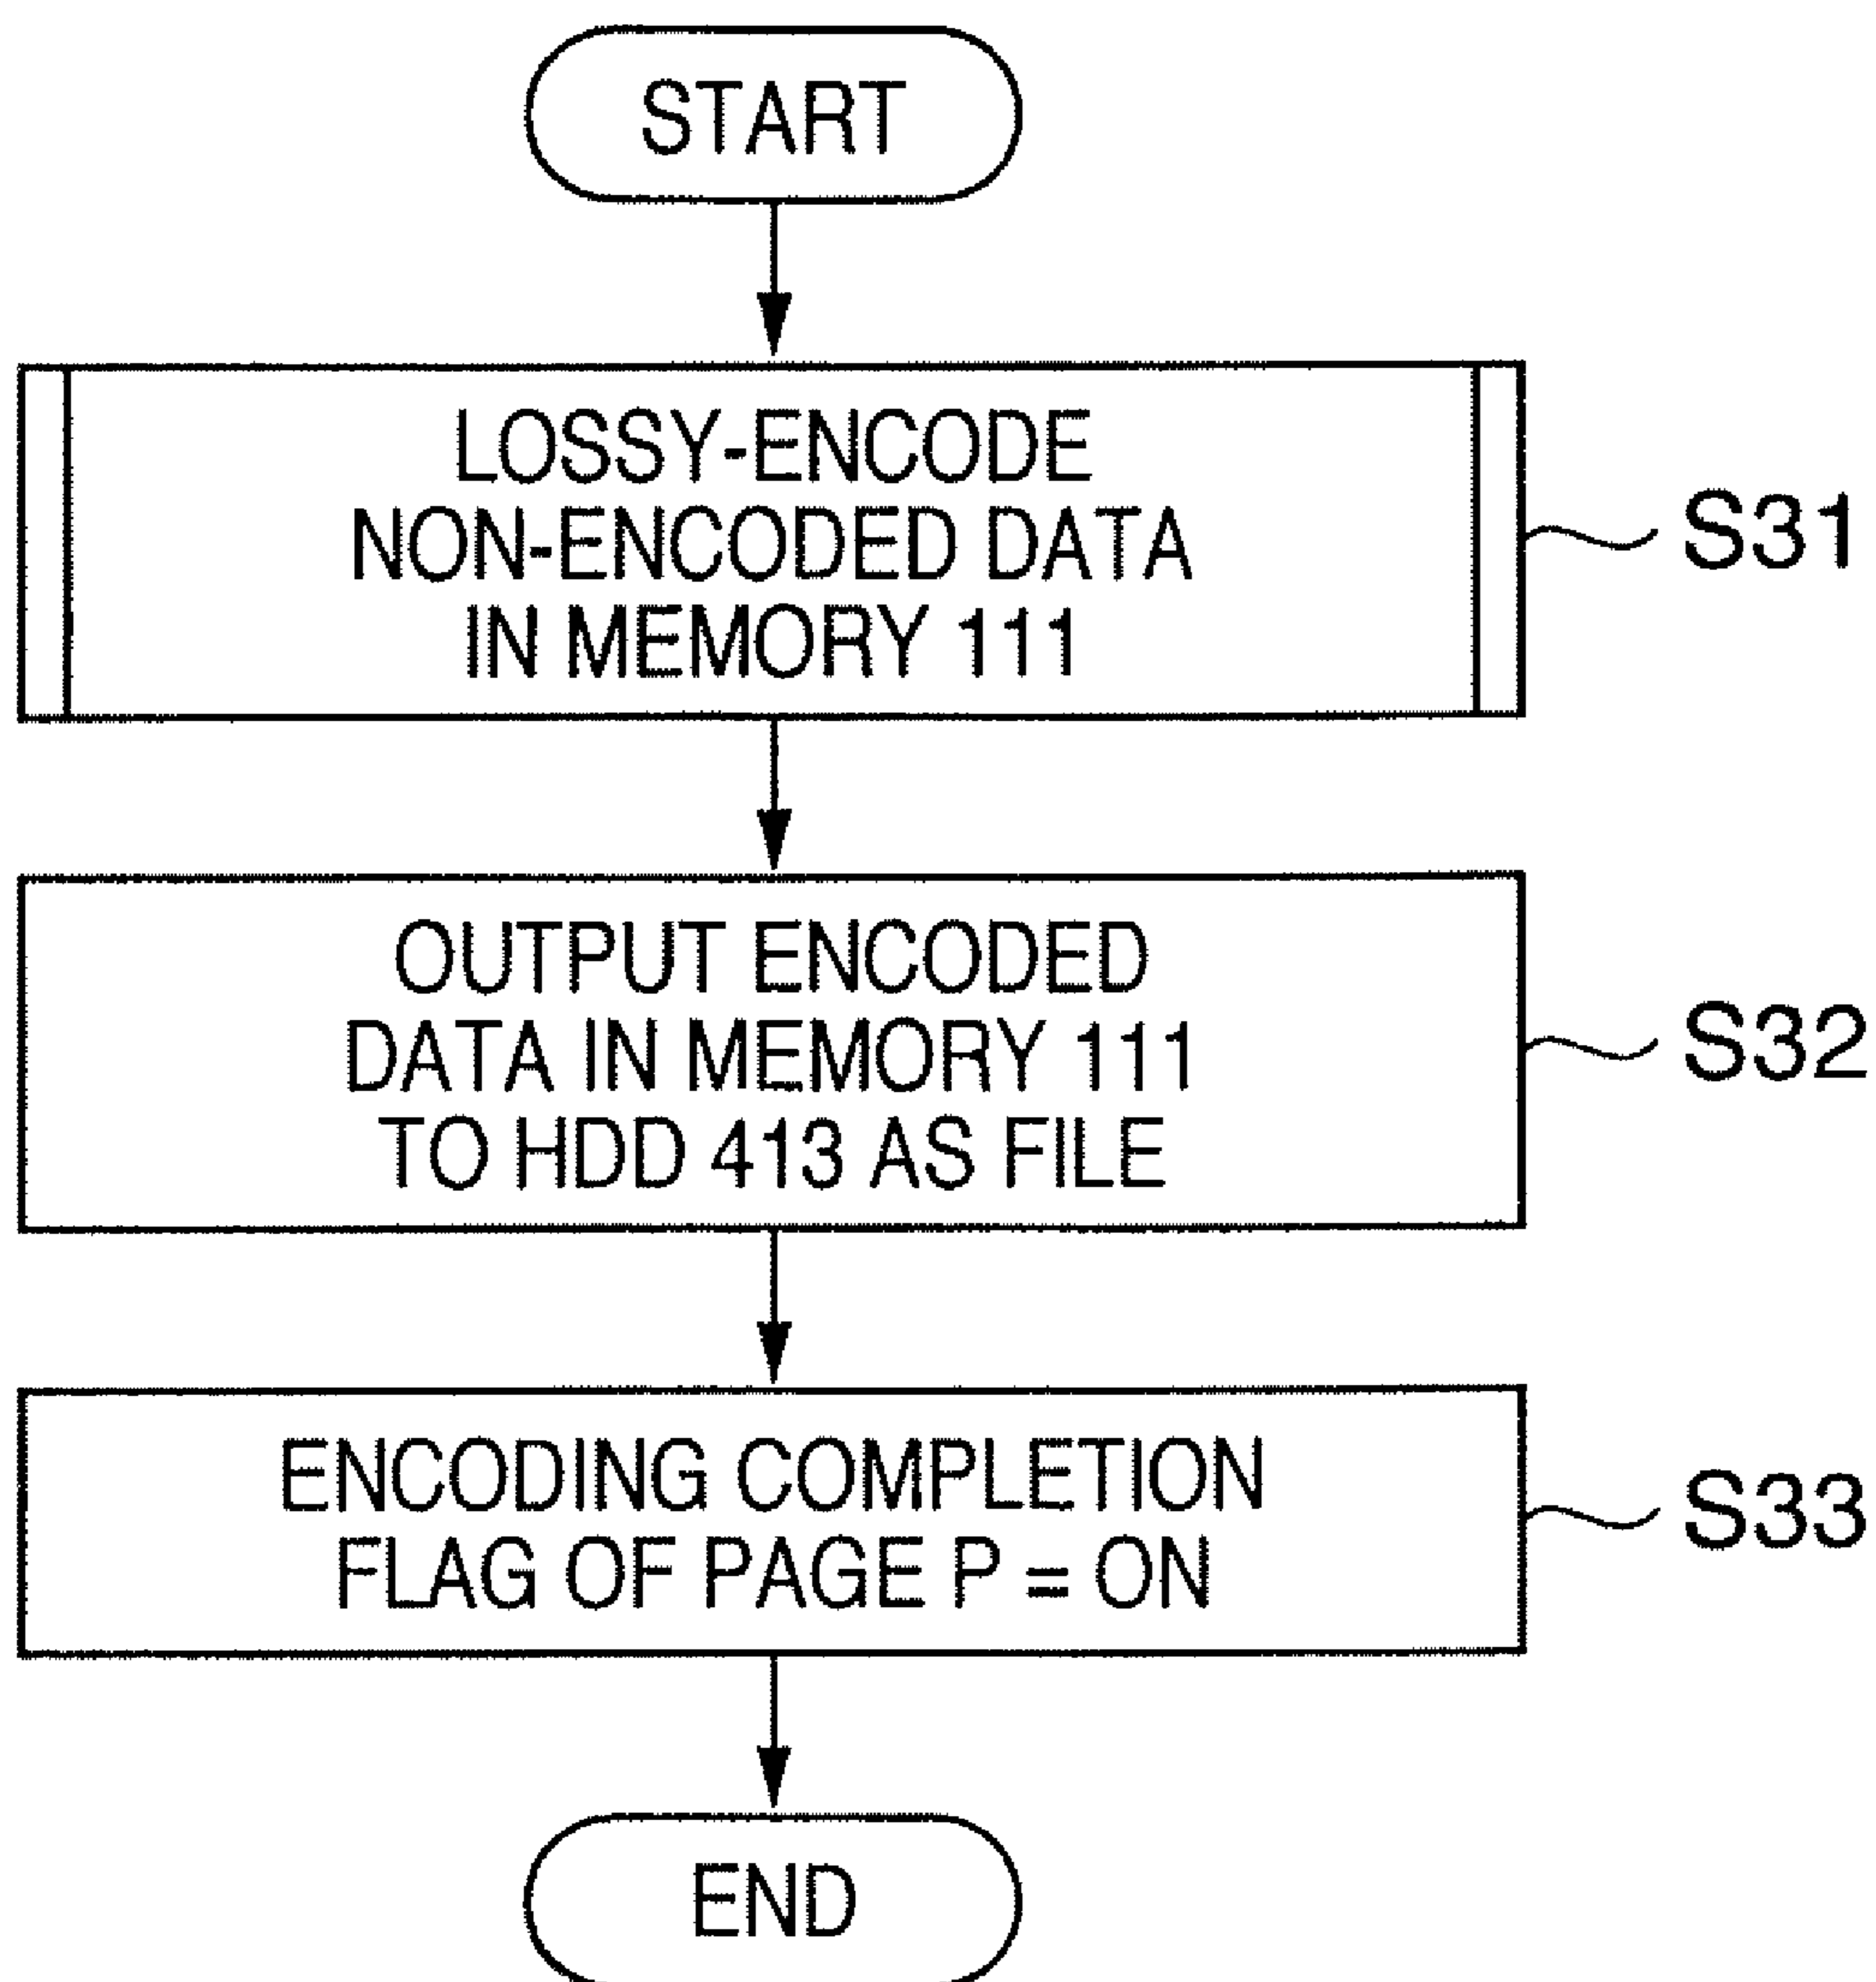 START
LOSSY-ENCODE
NON-ENCODED DATA
IN MEMORY 111
S31
OUTPUT ENCODED
DATA IN MEMORY 111
TO HDD 413 AS FILE
S32
ENCODING COMPLETION
FLAG OF PAGE P = ON
S33
END